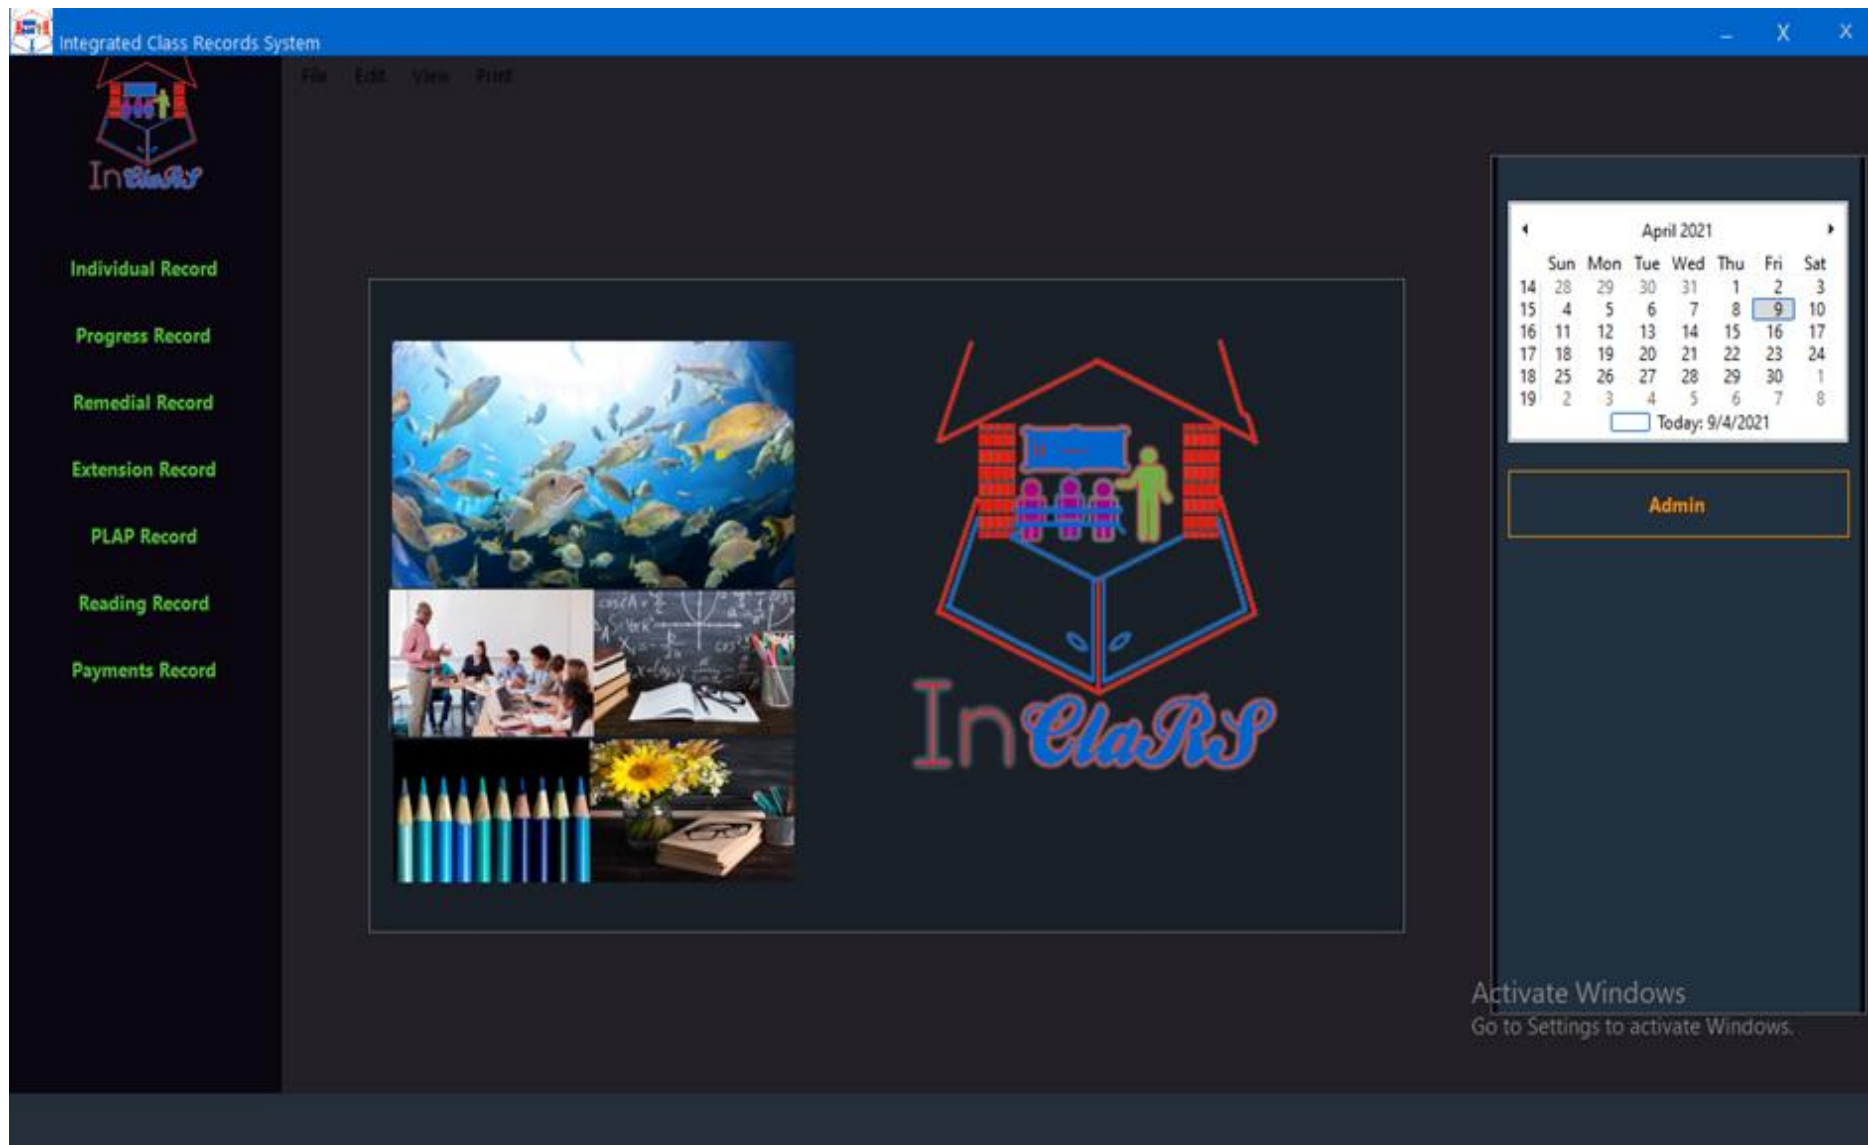 Integrated Class Records System
_ X X
File Edit View Print
InClaRS
Individual Record
Progress Record
Remedial Record
Extension Record
PLAP Record
Reading Record
Payments Record
InClaRS
April 2021
Sun Mon Tue Wed Thu Fri Sat
14 28 29 30 31 1 2 3
15 4 5 6 7 8 9 10
16 11 12 13 14 15 16 17
17 18 19 20 21 22 23 24
18 25 26 27 28 29 30 1
19 2 3 4 5 6 7 8
Today: 9/4/2021
Admin
Activate Windows
Go to Settings to activate Windows.